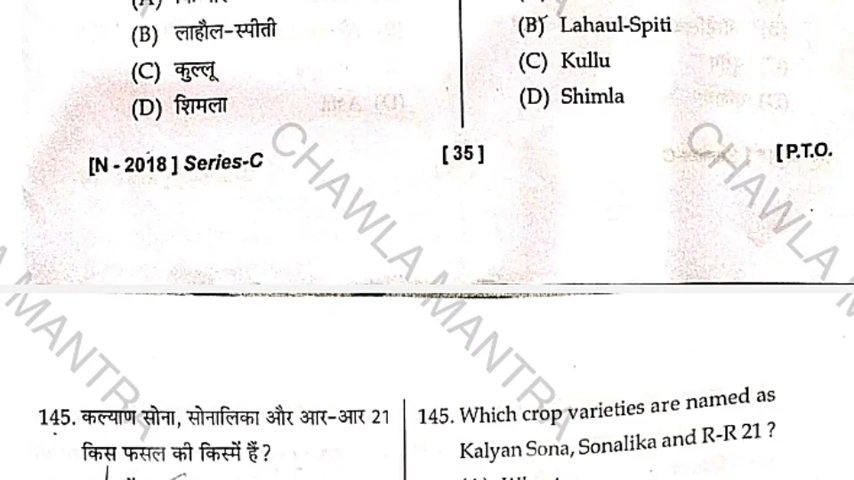 (B) लाहौल-स्पीती
(C) कुल्लू
(D) शिमला
(B) Lahaul-Spiti
(C) Kullu
(D) Shimla
[N - 2018 ] Series-C
[ 35 ]
[ P.T.O.
CHAWLA MANTRA
CHAWLA M
A MANTRA
145. कल्याण सोना, सोनालिका और आर-आर 21
किस फसल की किस्में हैं ?
145. Which crop varieties are named as
Kalyan Sona, Sonalika and R-R 21 ?